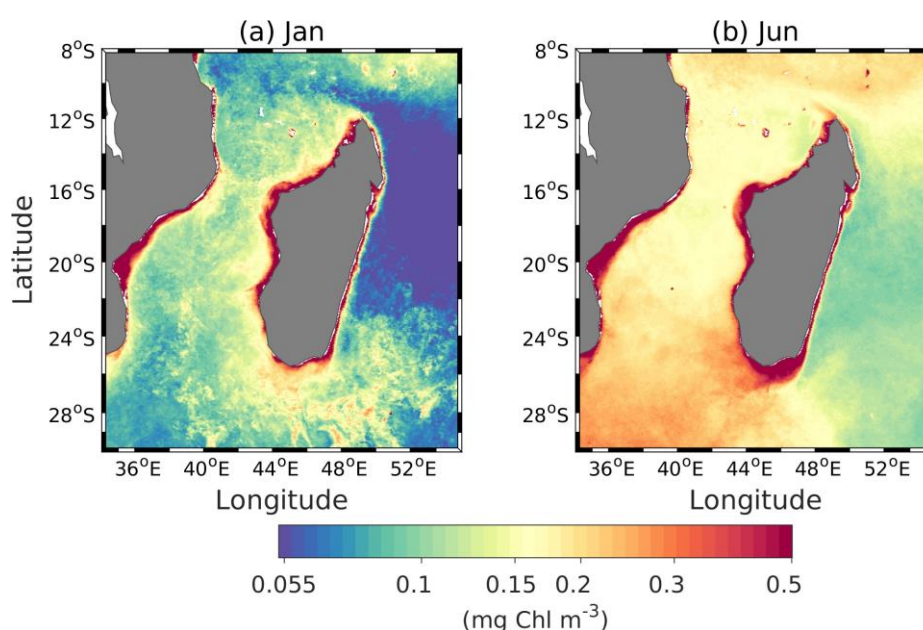 (a) Jan
(b) Jun
8°S
12°S
16°S
20°S
24°S
28°S
Latitude
36°E 40°E 44°E 48°E 52°E
Longitude
8°S
12°S
16°S
20°S
24°S
28°S
36°E 40°E 44°E 48°E 52°E
Longitude
0.055 0.1 0.15 0.2 0.3 0.5
(mg Chl m⁻³)